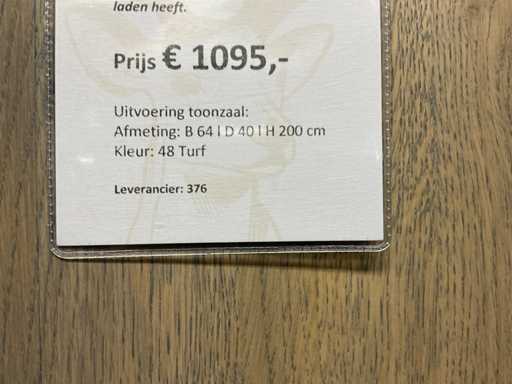 laden heeft.
Prijs € 1095,-
Uitvoering toonzaal:
Afmeting: B 64 l D 40 l H 200 cm
Kleur: 48 Turf
Leverancier: 376